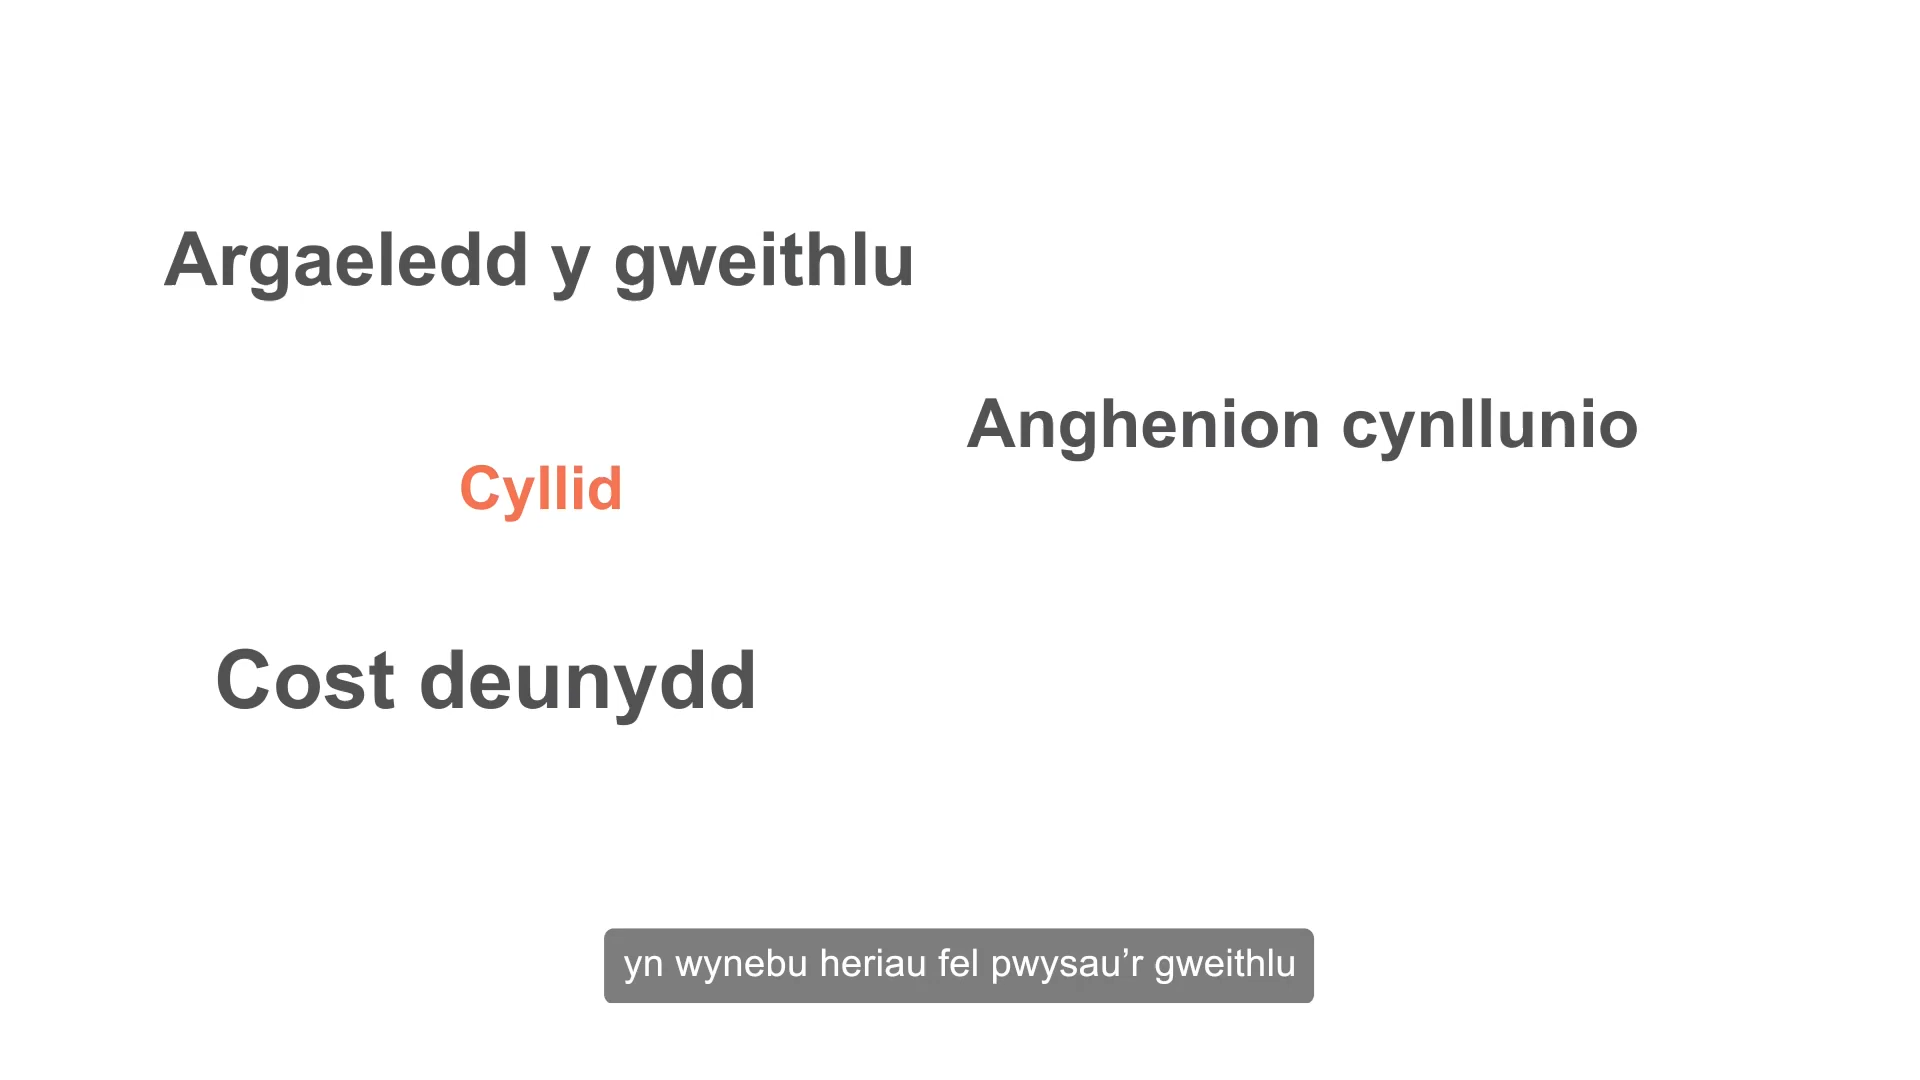 Argaeledd y gweithlu
Anghenion cynllunio
Cyllid
Cost deunydd
yn wynebu heriau fel pwysau’r gweithlu